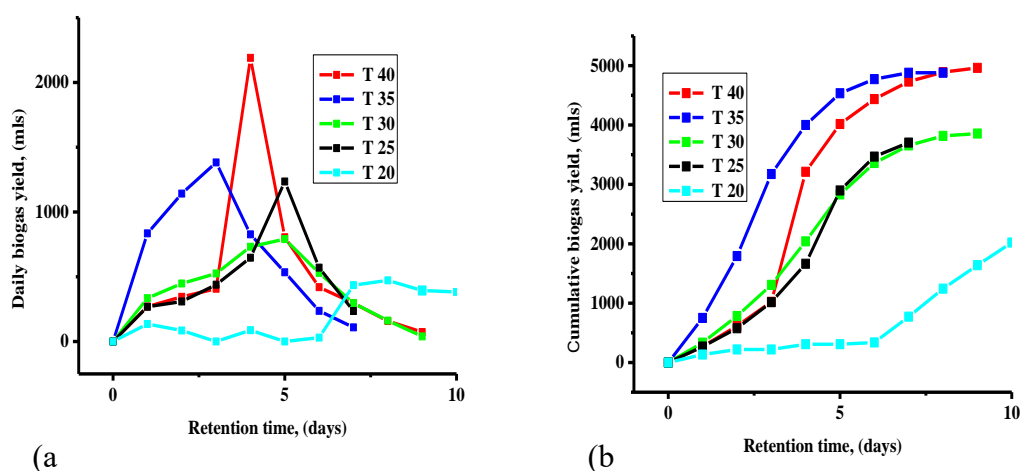 Daily biogas yield, (mls)
2000
1000
0
T 40
T 35
T 30
T 25
T 20
0
5
10
Retention time, (days)
(a
Cumulative biogas yield, (mls)
5000
4000
3000
2000
1000
0
T 40
T 35
T 30
T 25
T 20
0
5
10
Retention time, (days)
(b